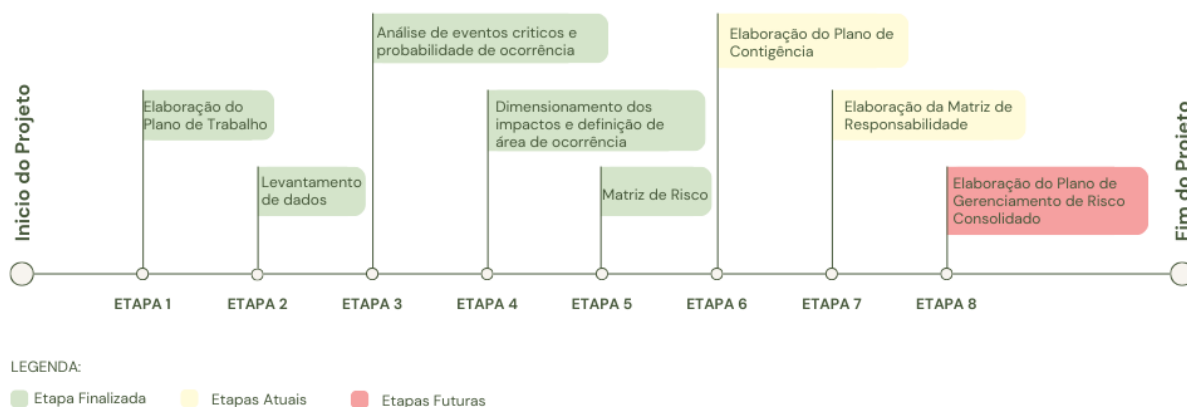 Inicio do Projeto
Elaboração do
Plano de Trabalho
Levantamento
de dados
Análise de eventos criticos e
probabilidade de ocorrência
Dimensionamento dos
impactos e definição de
área de ocorrência
Matriz de Risco
Elaboração do Plano de
Contigência
Elaboração da Matriz de
Responsabilidade
Elaboração do Plano de
Gerenciamento de Risco
Consolidado
Fim do Projeto
ETAPA 1
ETAPA 2
ETAPA 3
ETAPA 4
ETAPA 5
ETAPA 6
ETAPA 7
ETAPA 8
LEGENDA:
Etapa Finalizada
Etapas Atuais
Etapas Futuras